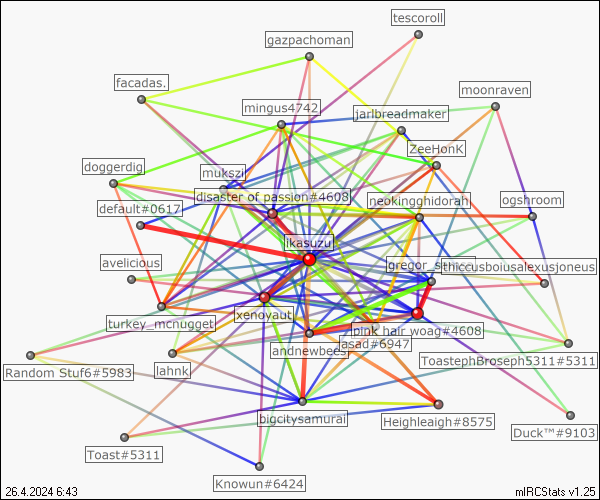 tescoroll
gazpachoman
facadas.
moonraven
mingus4742
jarlbreadmaker
ZeeHonK
doggerdig
mukszi
disaster of passion#4608
neokingghidorah
ogshroom
default#0617
ikasuzu
avelicious
thiccusboiusalexusjoneus
turkey_mcnugget
xenoyaut
pink hair woag#4608
andnewbees
asad#6947
ToastephBroseph5311#5311
Random Stuf6#5983
lahnk
bigcitysamurai
Heighleaigh#8575
Duck™#9103
Toast#5311
Knowun#6424
26.4.2024 6:43
mIRCStats v1.25